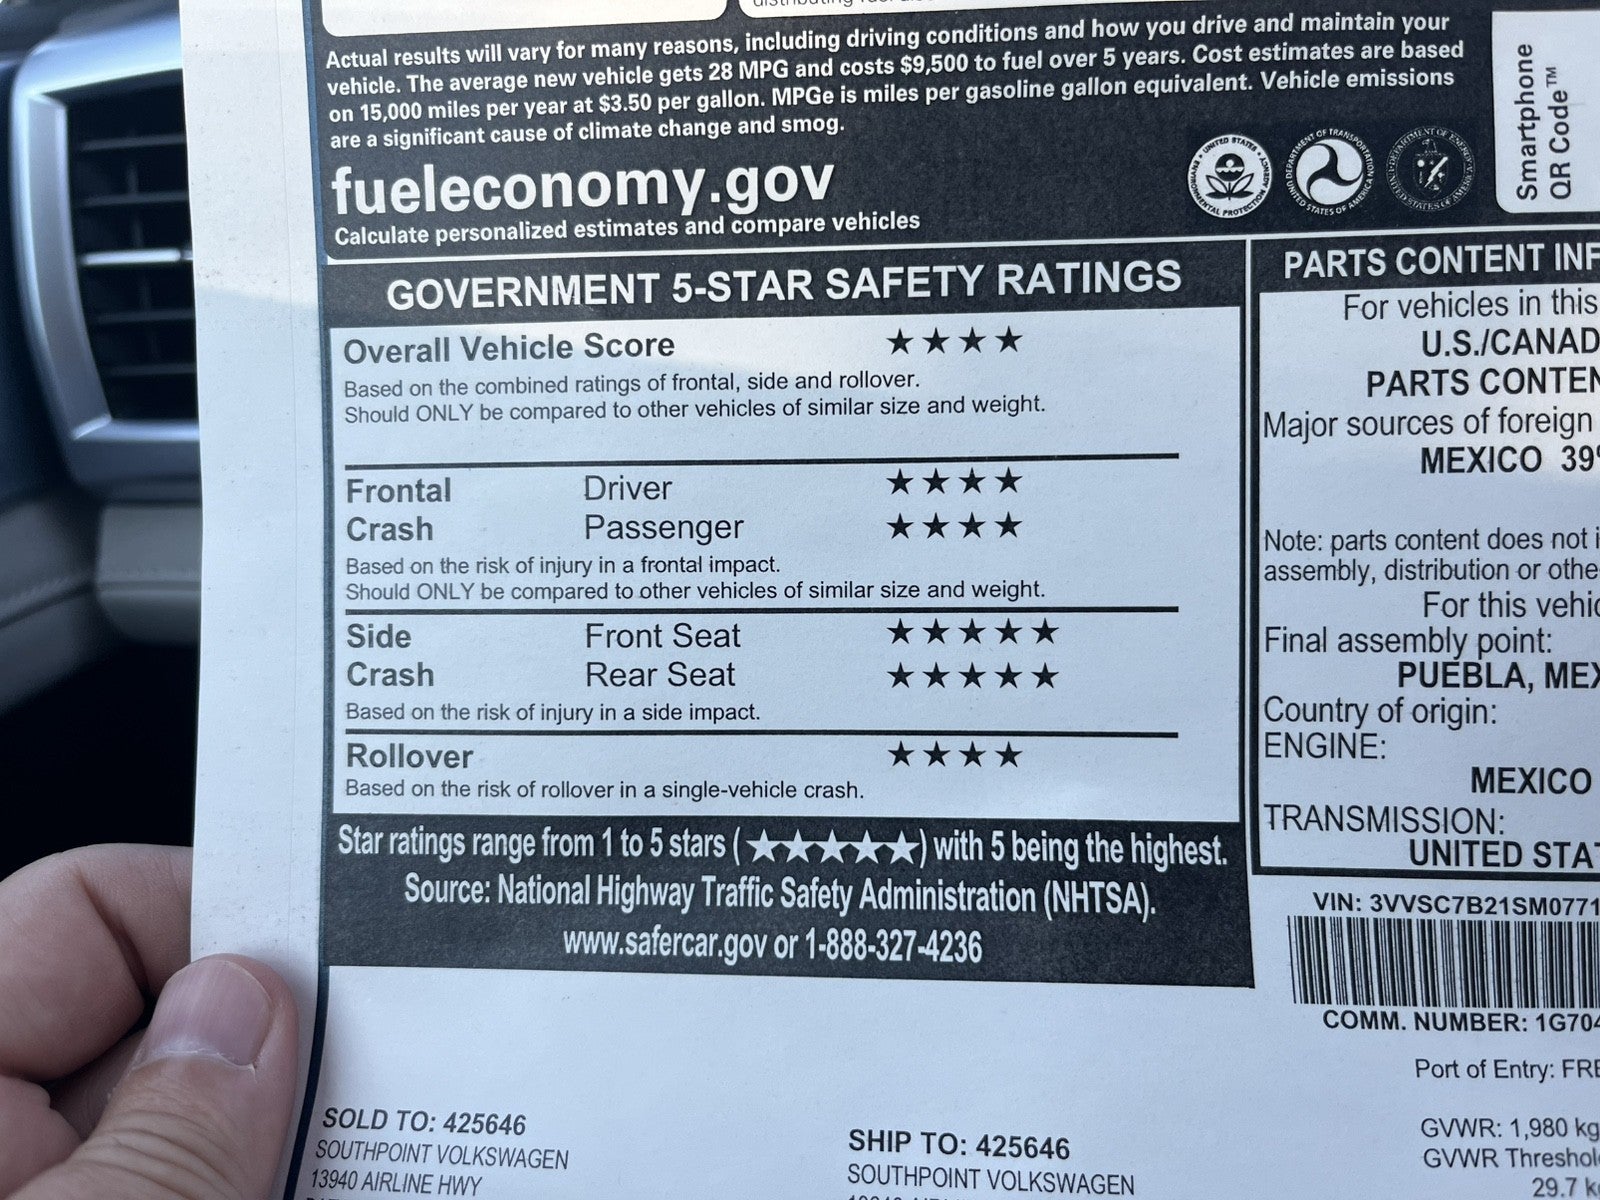 Actual results will vary for many reasons, including driving conditions and how you drive and maintain your
vehicle. The average new vehicle gets 28 MPG and costs $9,500 to fuel over 5 years. Cost estimates are based
on 15,000 miles per year at $3.50 per gallon. MPGe is miles per gasoline gallon equivalent. Vehicle emissions
are a significant cause of climate change and smog.
fueleconomy.gov
Calculate personalized estimates and compare vehicles
Smartphone
QR Code™
GOVERNMENT 5-STAR SAFETY RATINGS
Overall Vehicle Score ★★★★
Based on the combined ratings of frontal, side and rollover.
Should ONLY be compared to other vehicles of similar size and weight.
Frontal Driver ★★★★
Crash Passenger ★★★★
Based on the risk of injury in a frontal impact.
Should ONLY be compared to other vehicles of similar size and weight.
Side Front Seat ★★★★★
Crash Rear Seat ★★★★★
Based on the risk of injury in a side impact.
Rollover ★★★★
Based on the risk of rollover in a single-vehicle crash.
Star ratings range from 1 to 5 stars (★★★★★) with 5 being the highest.
Source: National Highway Traffic Safety Administration (NHTSA).
www.safercar.gov or 1-888-327-4236
PARTS CONTENT INF
For vehicles in this
U.S./CANAD
PARTS CONTEN
Major sources of foreign
MEXICO 39
Note: parts content does not i
assembly, distribution or othe
For this vehic
Final assembly point:
PUEBLA, MEX
Country of origin:
ENGINE:
MEXICO
TRANSMISSION:
UNITED STAT
VIN: 3VVSC7B21SM0771
COMM. NUMBER: 1G704
Port of Entry: FRE
GVWR: 1,980 kg
GVWR Threshol
29.7 k
SOLD TO: 425646
SOUTHPOINT VOLKSWAGEN
13940 AIRLINE HWY
SHIP TO: 425646
SOUTHPOINT VOLKSWAGEN